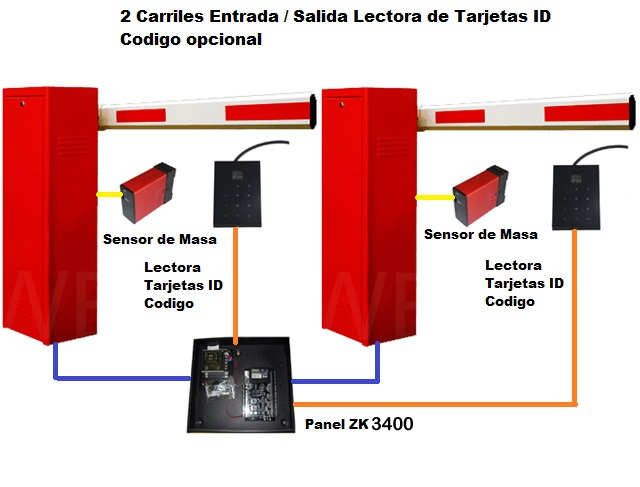 2 Carriles Entrada / Salida Lectora de Tarjetas ID
Codigo opcional
Sensor de Masa
Lectora
Tarjetas ID
Codigo
Sensor de Masa
Lectora
Tarjetas ID
Codigo
Panel ZK 3400